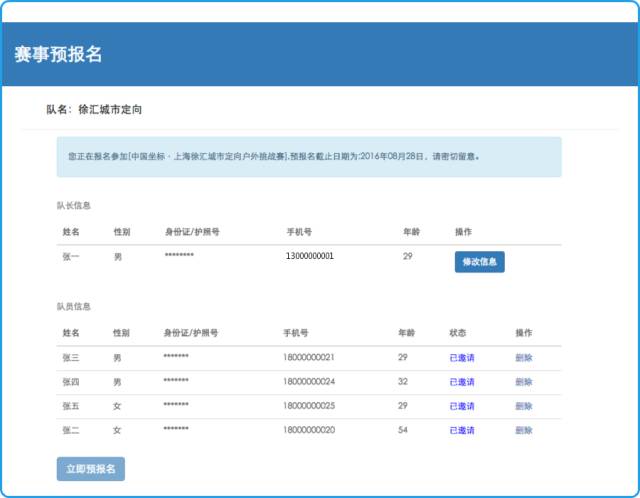 赛事预报名
队名：徐汇城市定向
您正在报名参加[中国坐标 · 上海徐汇城市定向户外挑战赛],预报名截止日期为:2016年08月28日，请密切留意。
队长信息
姓名 性别 身份证/护照号 手机号 年龄 操作
张一 男 ******** 13000000001 29 修改信息
队员信息
姓名 性别 身份证/护照号 手机号 年龄 状态 操作
张三 男 ******* 18000000021 29 已邀请 删除
张四 男 ******* 18000000024 32 已邀请 删除
张五 女 ******* 18000000025 29 已邀请 删除
张二 女 ******* 18000000020 54 已邀请 删除
立即预报名